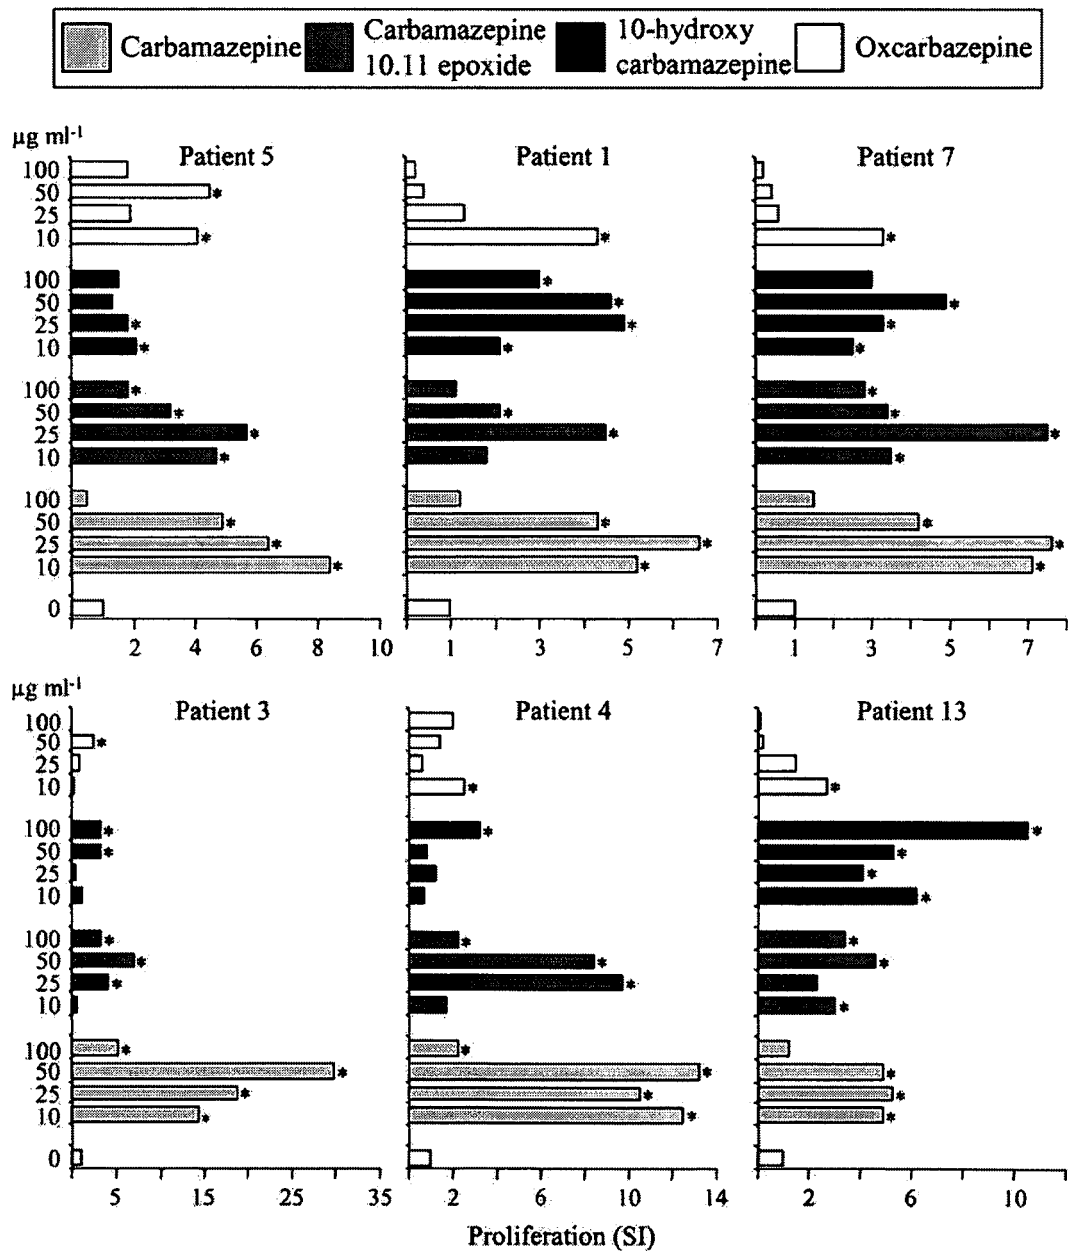 Carbamazepine
Carbamazepine
10.11 epoxide
10-hydroxy
carbamazepine
Oxcarbazepine
µg ml-1
Patient 5 Patient 1 Patient 7
100
50 *
25
10 * * *
100 *
50 * *
25 * * *
10 * * *
100 * *
50 * * *
25 * * *
10 * *
100
50 * * *
25 * * *
10 * * *
0
2 4 6 8 10 1 3 5 7 1 3 5 7
µg ml-1
Patient 3 Patient 4 Patient 13
100
50 *
25
10 * *
100 * * *
50 * *
25 *
10 *
100 * * *
50 * * *
25 * *
10 *
100 * *
50 * * *
25 * * *
10 * * *
0
5 15 25 35 2 6 10 14 2 6 10
Proliferation (SI)